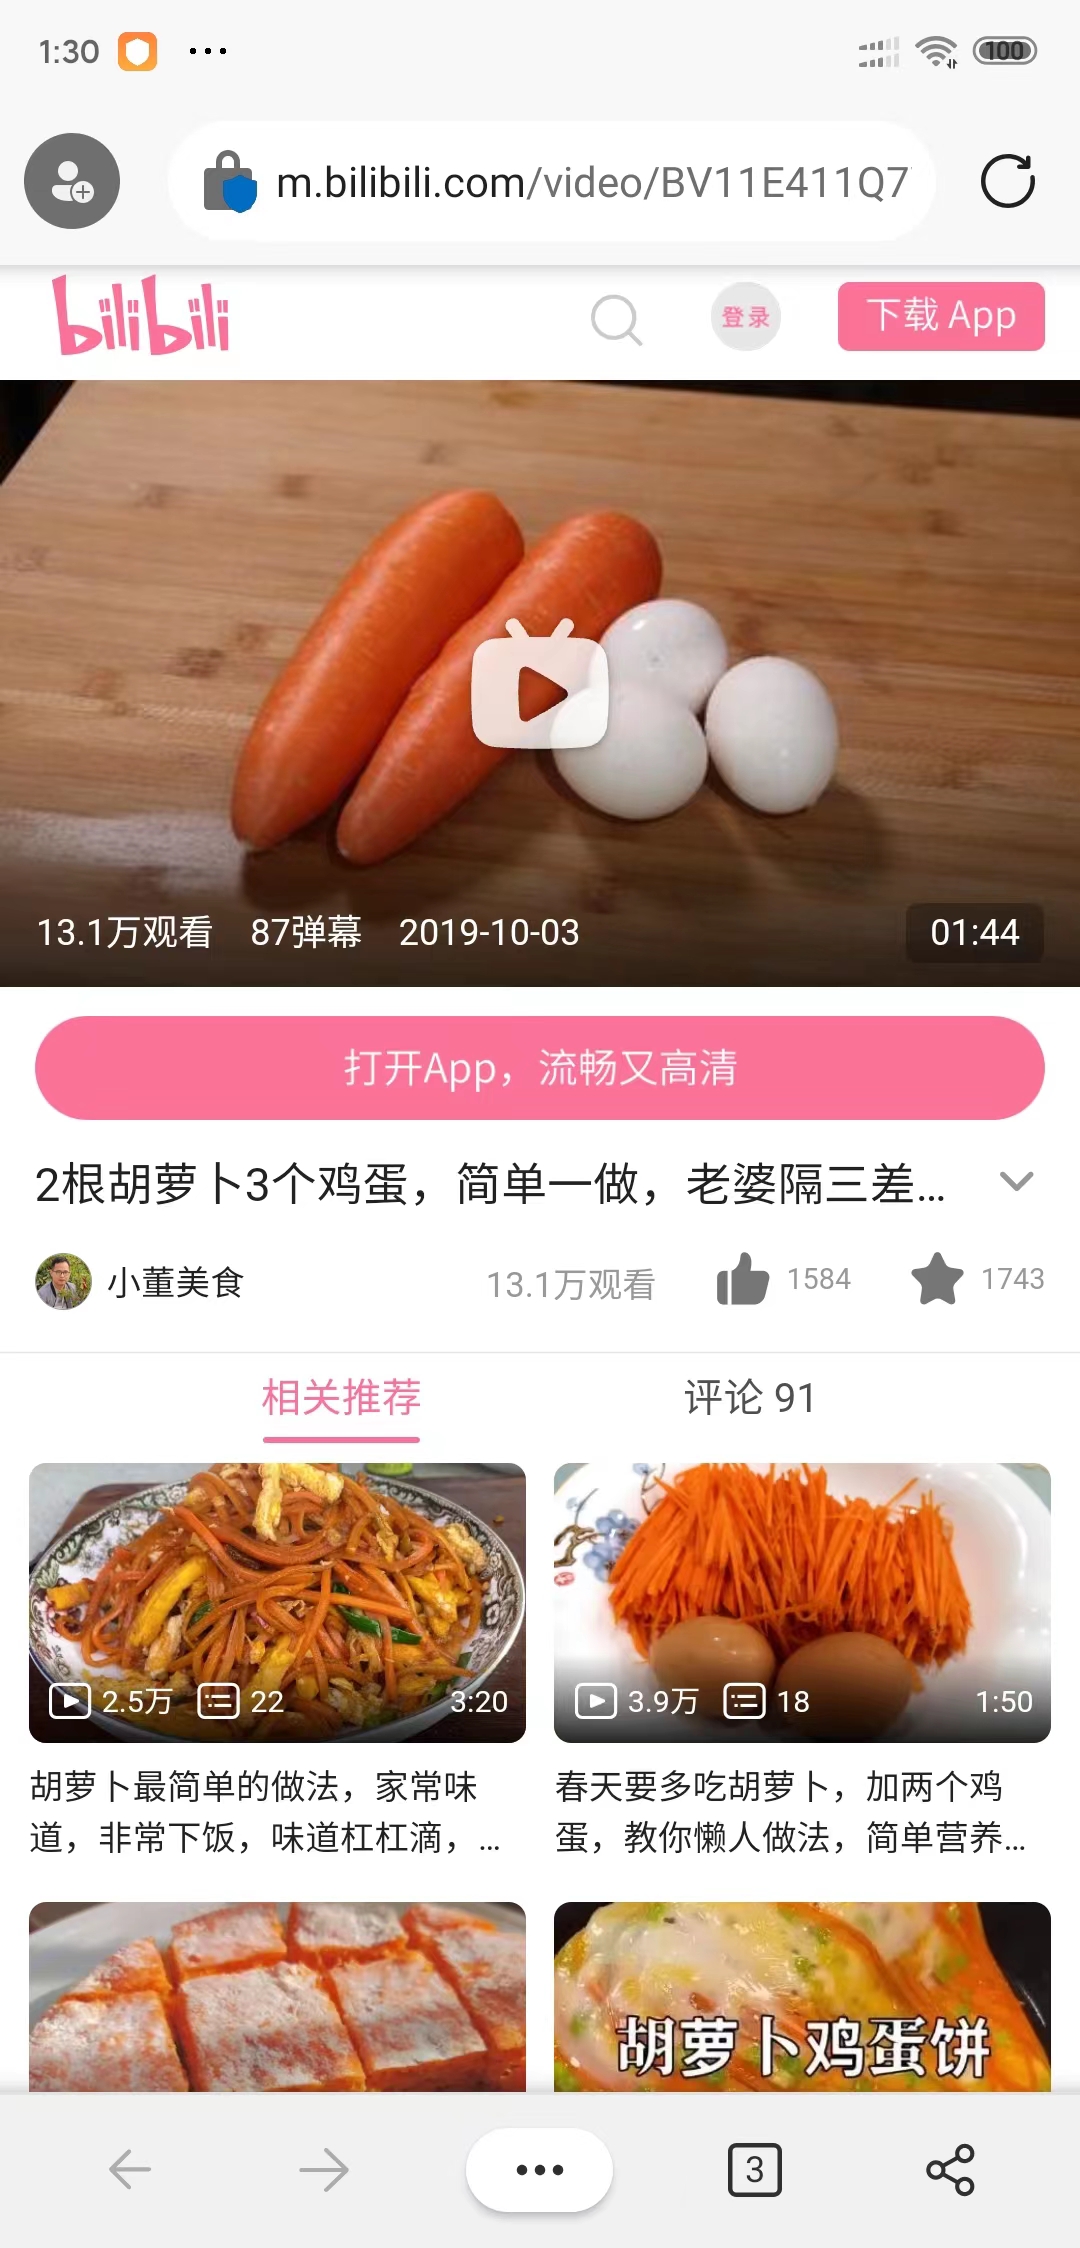 1:30
100
m.bilibili.com/video/BV11E411Q7
bilibili
登录
下载 App
13.1万观看 87弹幕 2019-10-03
01:44
打开App，流畅又高清
2根胡萝卜3个鸡蛋，简单一做，老婆隔三差...
小董美食
13.1万观看
1584
1743
相关推荐
评论 91
2.5万 22 3:20
3.9万 18 1:50
胡萝卜最简单的做法，家常味
道，非常下饭，味道杠杠滴，...
春天要多吃胡萝卜，加两个鸡
蛋，教你懒人做法，简单营养...
胡萝卜鸡蛋饼
3